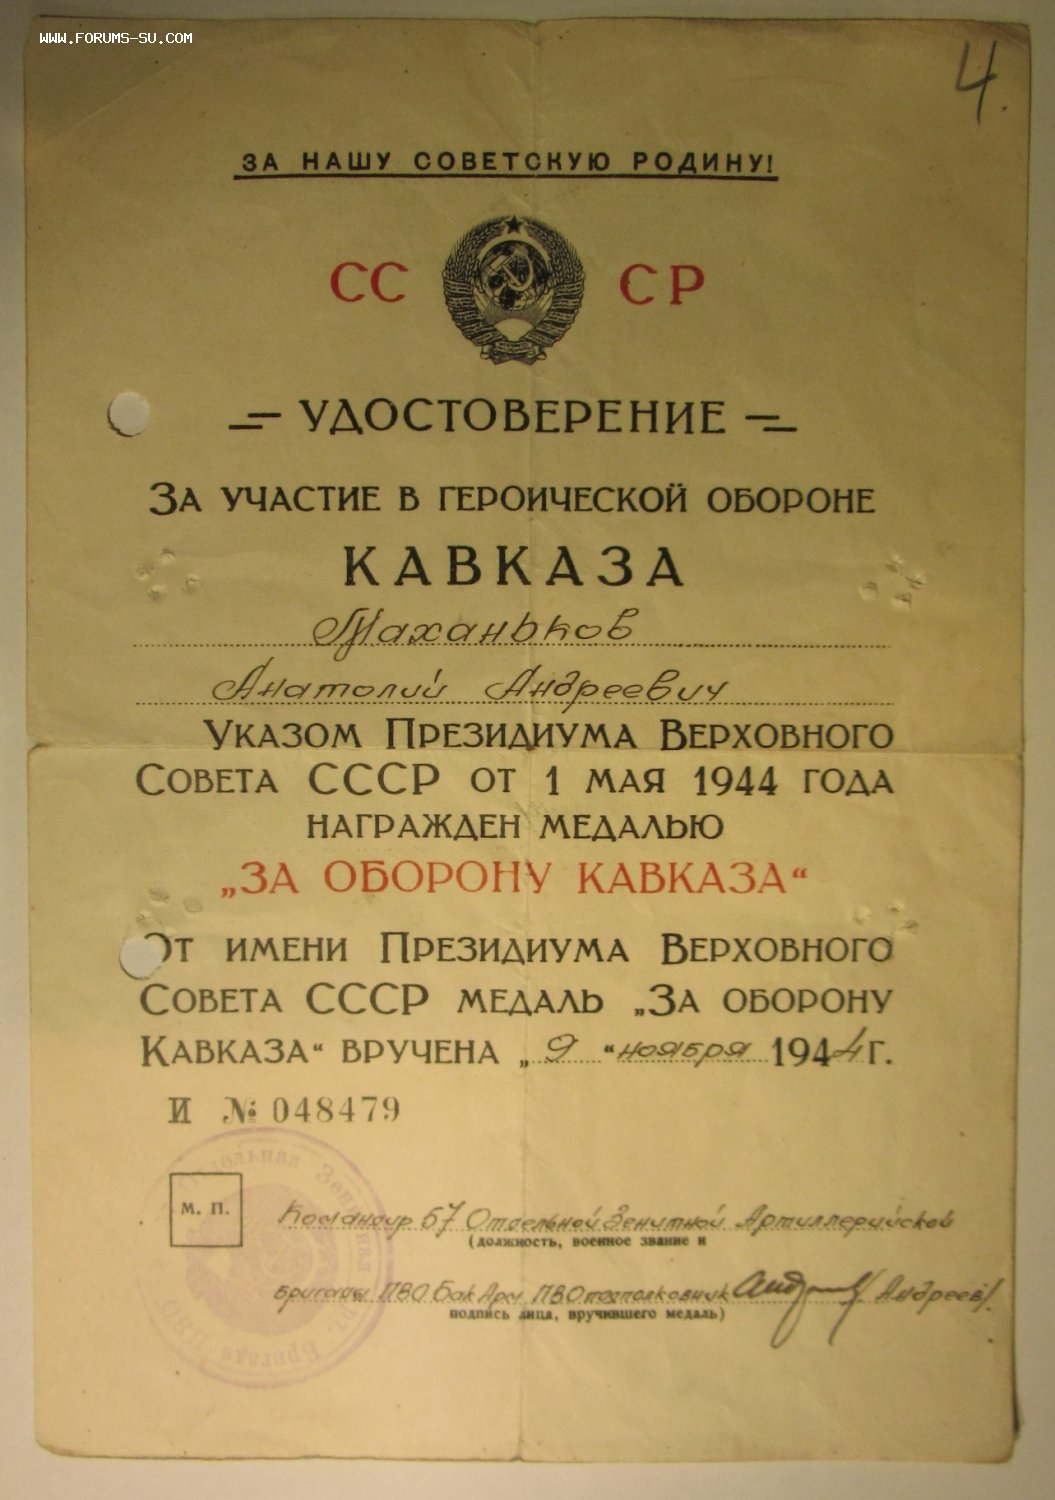 WWW.FORUMS-SU.COM
4.
ЗА НАШУ СОВЕТСКУЮ РОДИНУ!
СС СР
УДОСТОВЕРЕНИЕ
ЗА УЧАСТИЕ В ГЕРОИЧЕСКОЙ ОБОРОНЕ
КАВКАЗА
Маханьков
Анатолий Андреевич
УКАЗОМ ПРЕЗИДИУМА ВЕРХОВНОГО
СОВЕТА СССР ОТ 1 МАЯ 1944 ГОДА
НАГРАЖДЕН МЕДАЛЬЮ
„ЗА ОБОРОНУ КАВКАЗА“
ОТ ИМЕНИ ПРЕЗИДИУМА ВЕРХОВНОГО
СОВЕТА СССР МЕДАЛЬ „ЗА ОБОРОНУ
КАВКАЗА“ ВРУЧЕНА „9“ ноября 1944 Г.
И № 048479
М. П.
Командир 57 Отдельной Зенитной Артиллерийской
(должность, военное звание и
Бригады ПВО Бак Арм ПВО подполковник Андреев/.
подпись лица, вручившего медаль)